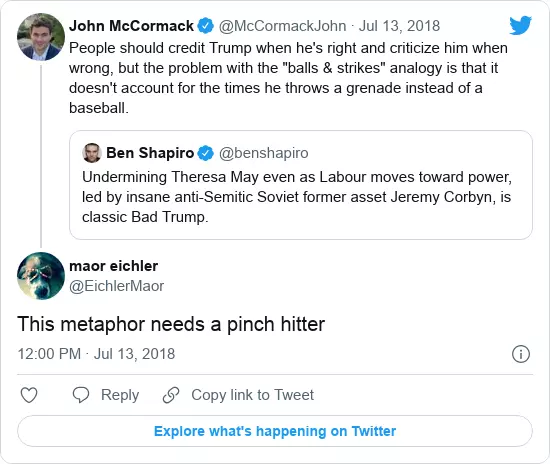 John McCormack @McCormackJohn · Jul 13, 2018
People should credit Trump when he's right and criticize him when
wrong, but the problem with the "balls & strikes" analogy is that it
doesn't account for the times he throws a grenade instead of a
baseball.
Ben Shapiro @benshapiro
Undermining Theresa May even as Labour moves toward power,
led by insane anti-Semitic Soviet former asset Jeremy Corbyn, is
classic Bad Trump.
maor eichler
@EichlerMaor
This metaphor needs a pinch hitter
12:00 PM · Jul 13, 2018
Reply Copy link to Tweet
Explore what's happening on Twitter